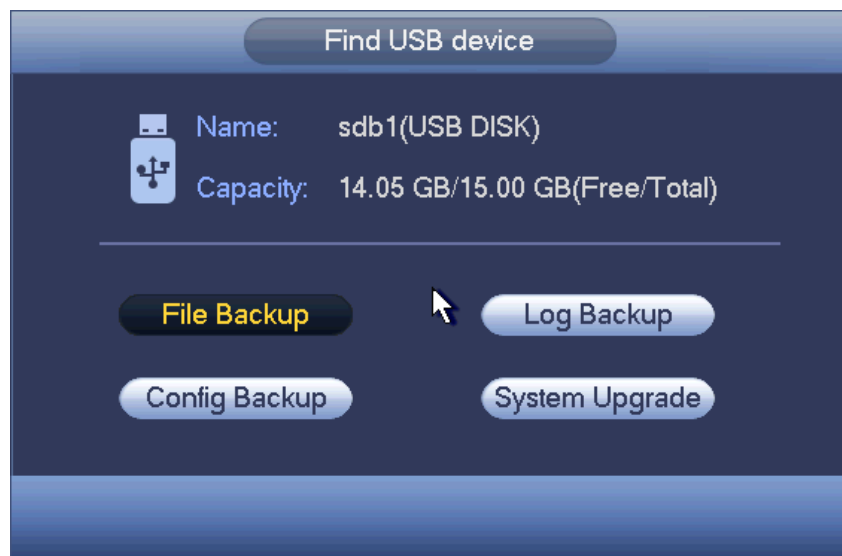 Find USB device
Name: sdb1(USB DISK)
Capacity: 14.05 GB/15.00 GB(Free/Total)
File Backup Log Backup
Config Backup System Upgrade